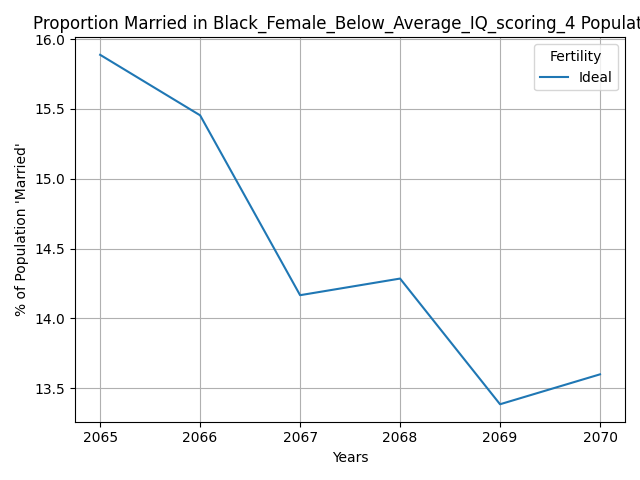 Proportion Married in Black_Female_Below_Average_IQ_scoring_4 Populat
Fertility
Ideal
% of Population 'Married'
16.0
15.5
15.0
14.5
14.0
13.5
2065 2066 2067 2068 2069 2070
Years